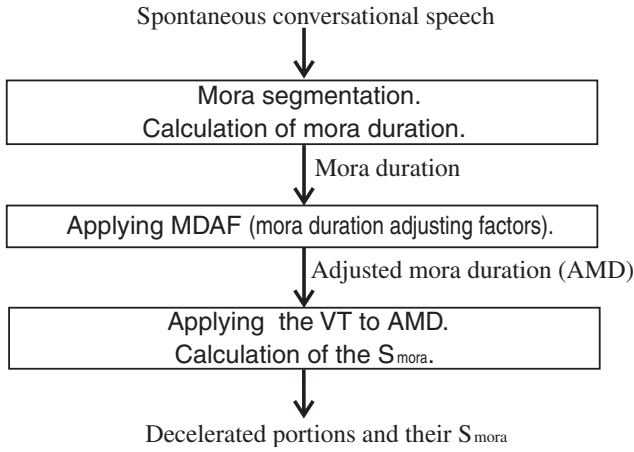 Spontaneous conversational speech
Mora segmentation.
Calculation of mora duration.
Mora duration
Applying MDAF (mora duration adjusting factors).
Adjusted mora duration (AMD)
Applying the VT to AMD.
Calculation of the Smora.
Decelerated portions and their Smora